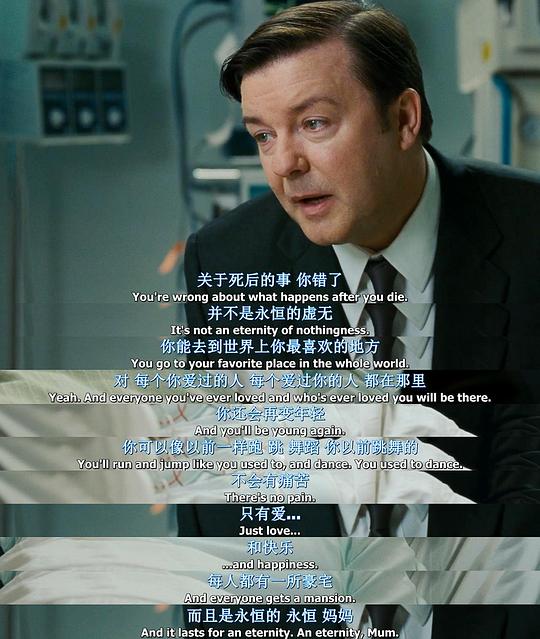 关于死后的事 你错了
You're wrong about what happens after you die.
并不是永恒的虚无
It's not an eternity of nothingness.
你能去到世界上你最喜欢的地方
You go to your favorite place in the whole world.
对 每个你爱过的人 每个爱过你的人 都在那里
Yeah. And everyone you've ever loved and who's ever loved you will be there.
你还会再变年轻
And you'll be young again.
你可以像以前一样跑 跳 舞蹈 你以前跳舞的
You'll run and jump like you used to, and dance. You used to dance.
不会有痛苦
There's no pain.
只有爱...
Just love...
和快乐
...and happiness.
每人都有一所豪宅
And everyone gets a mansion.
而且是永恒的 永恒 妈妈
And it lasts for an eternity. An eternity, Mum.